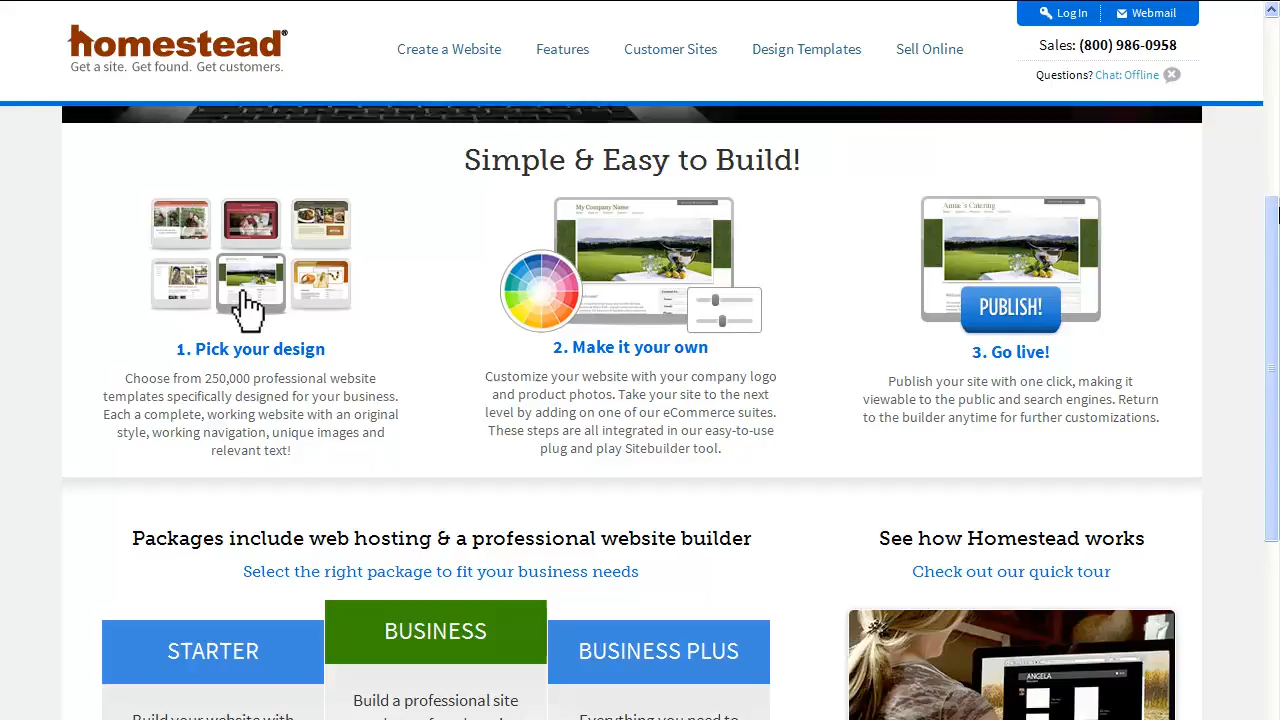 homestead®
Get a site. Get found. Get customers.
Create a Website
Features
Customer Sites
Design Templates
Sell Online
Log In
Webmail
Sales: (800) 986-0958
Questions? Chat: Offline
Simple & Easy to Build!
My Company Name
Anne's Catering
PUBLISH!
1. Pick your design
Choose from 250,000 professional website
templates specifically designed for your business.
Each a complete, working website with an original
style, working navigation, unique images and
relevant text!
2. Make it your own
Customize your website with your company logo
and product photos. Take your site to the next
level by adding on one of our eCommerce suites.
These steps are all integrated in our easy-to-use
plug and play Sitebuilder tool.
3. Go live!
Publish your site with one click, making it
viewable to the public and search engines. Return
to the builder anytime for further customizations.
Packages include web hosting & a professional website builder
Select the right package to fit your business needs
STARTER
BUSINESS
Build a professional site
BUSINESS PLUS
See how Homestead works
Check out our quick tour
ANGELA